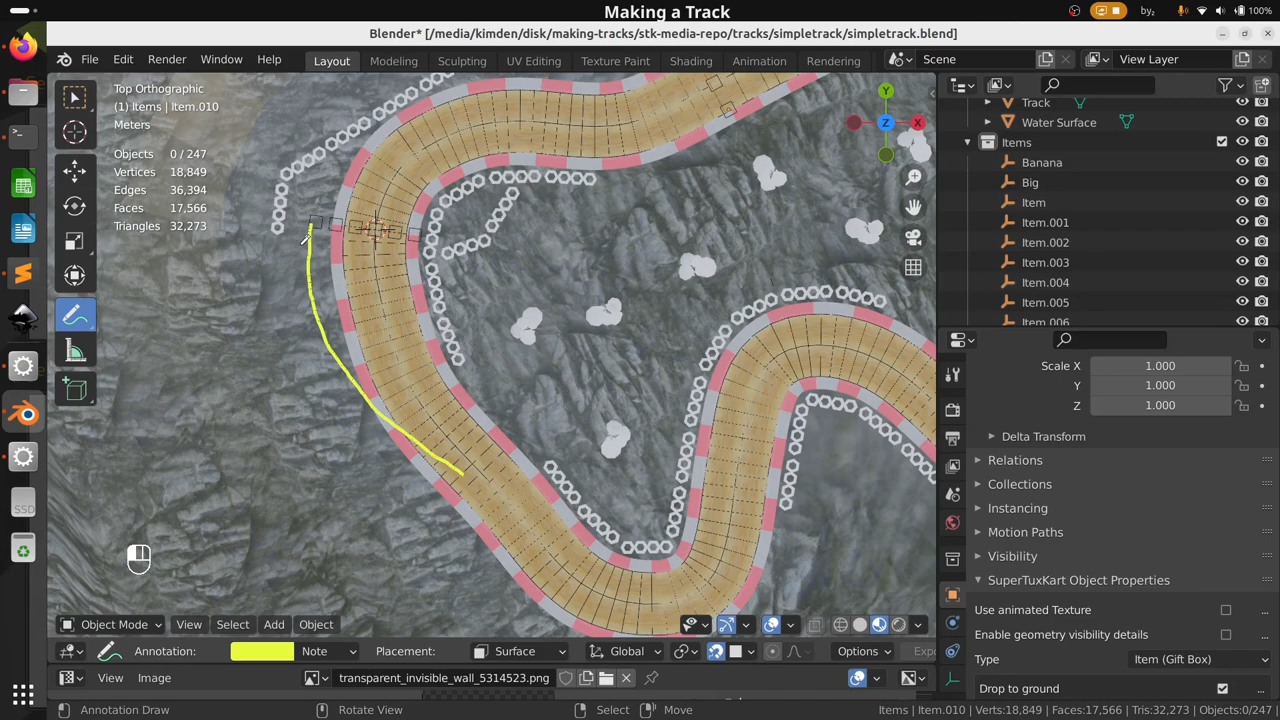 Making a Track
by₂
100%
Blender* [/media/kimden/disk/making-tracks/stk-media-repo/tracks/simpletrack/simpletrack.blend]
File Edit Render Window Help Layout Modeling Sculpting UV Editing Texture Paint Shading Animation Rendering Scene View Layer
Top Orthographic
(1) Items | Item.010
Meters
Objects 0 / 247
Vertices 18,849
Edges 36,394
Faces 17,566
Triangles 32,273
Y
Z
X
Track
Water Surface
Items
Banana
Big
Item
Item.001
Item.002
Item.003
Item.004
Item.005
Item.006
Scale X 1.000
Y 1.000
Z 1.000
Delta Transform
Relations
Collections
Instancing
Motion Paths
Visibility
SuperTuxKart Object Properties
Use animated Texture ...
Enable geometry visibility details ...
Type Item (Gift Box) ...
Drop to ground ...
SSD
Object Mode View Select Add Object
Annotation: Note Placement: Surface Global Options Expo
View Image transparent_invisible_wall_5314523.png
Annotation Draw Rotate View Select Move Items | Item.010 | Verts:18,849 | Faces:17,566 | Tris:32,273 | Objects:0/247